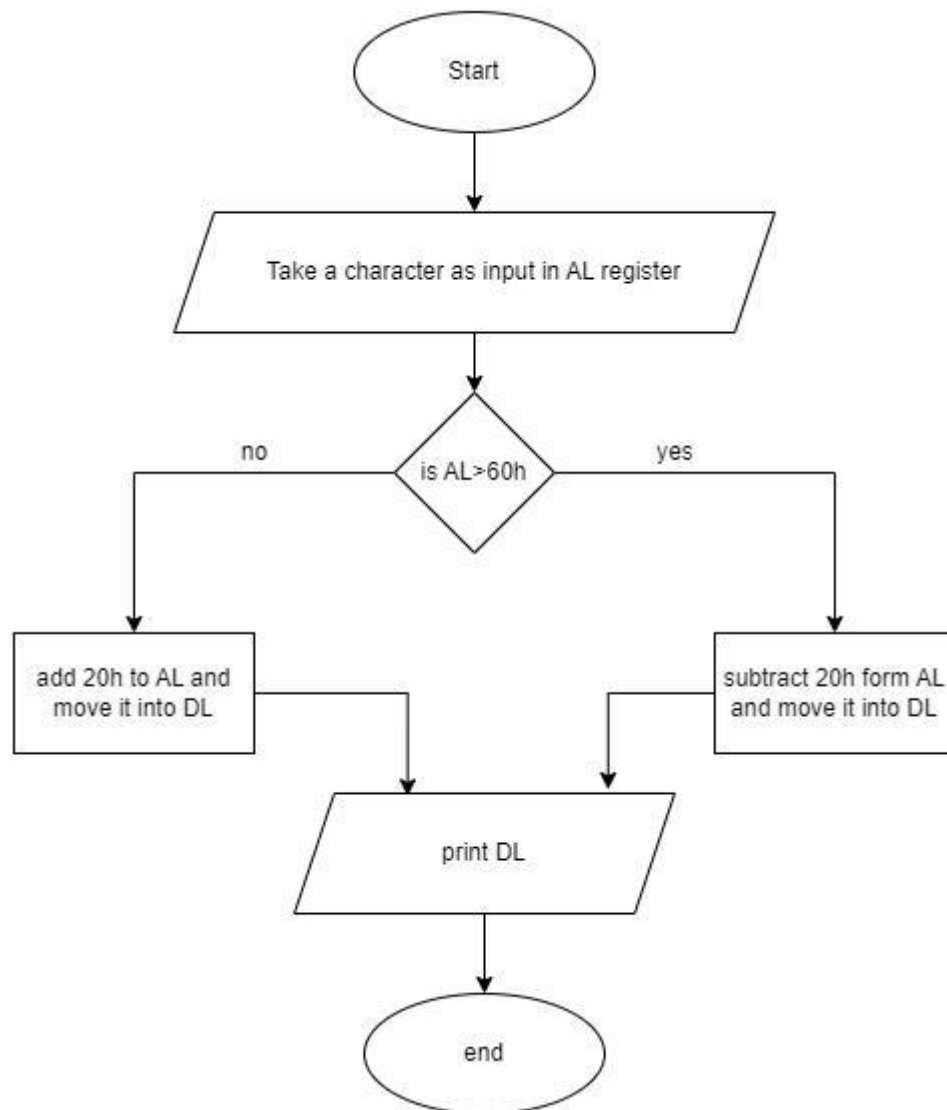 Start
Take a character as input in AL register
no
is AL>60h
yes
add 20h to AL and
move it into DL
subtract 20h form AL
and move it into DL
print DL
end